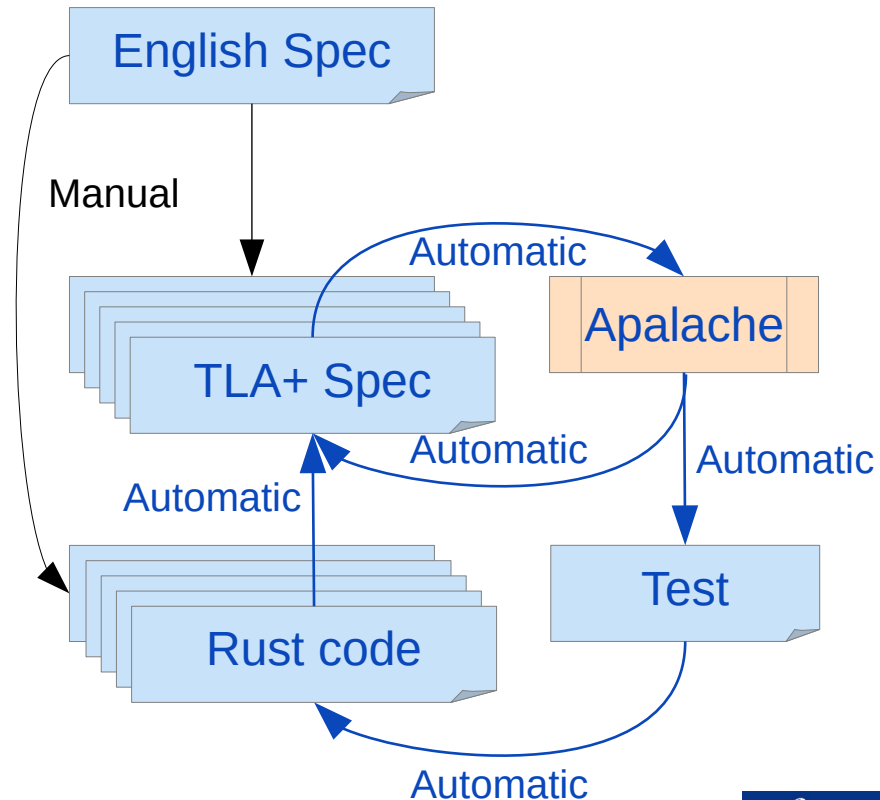 English Spec
Manual
Automatic
Apalache
TLA+ Spec
Automatic
Automatic
Automatic
Test
Rust code
Automatic